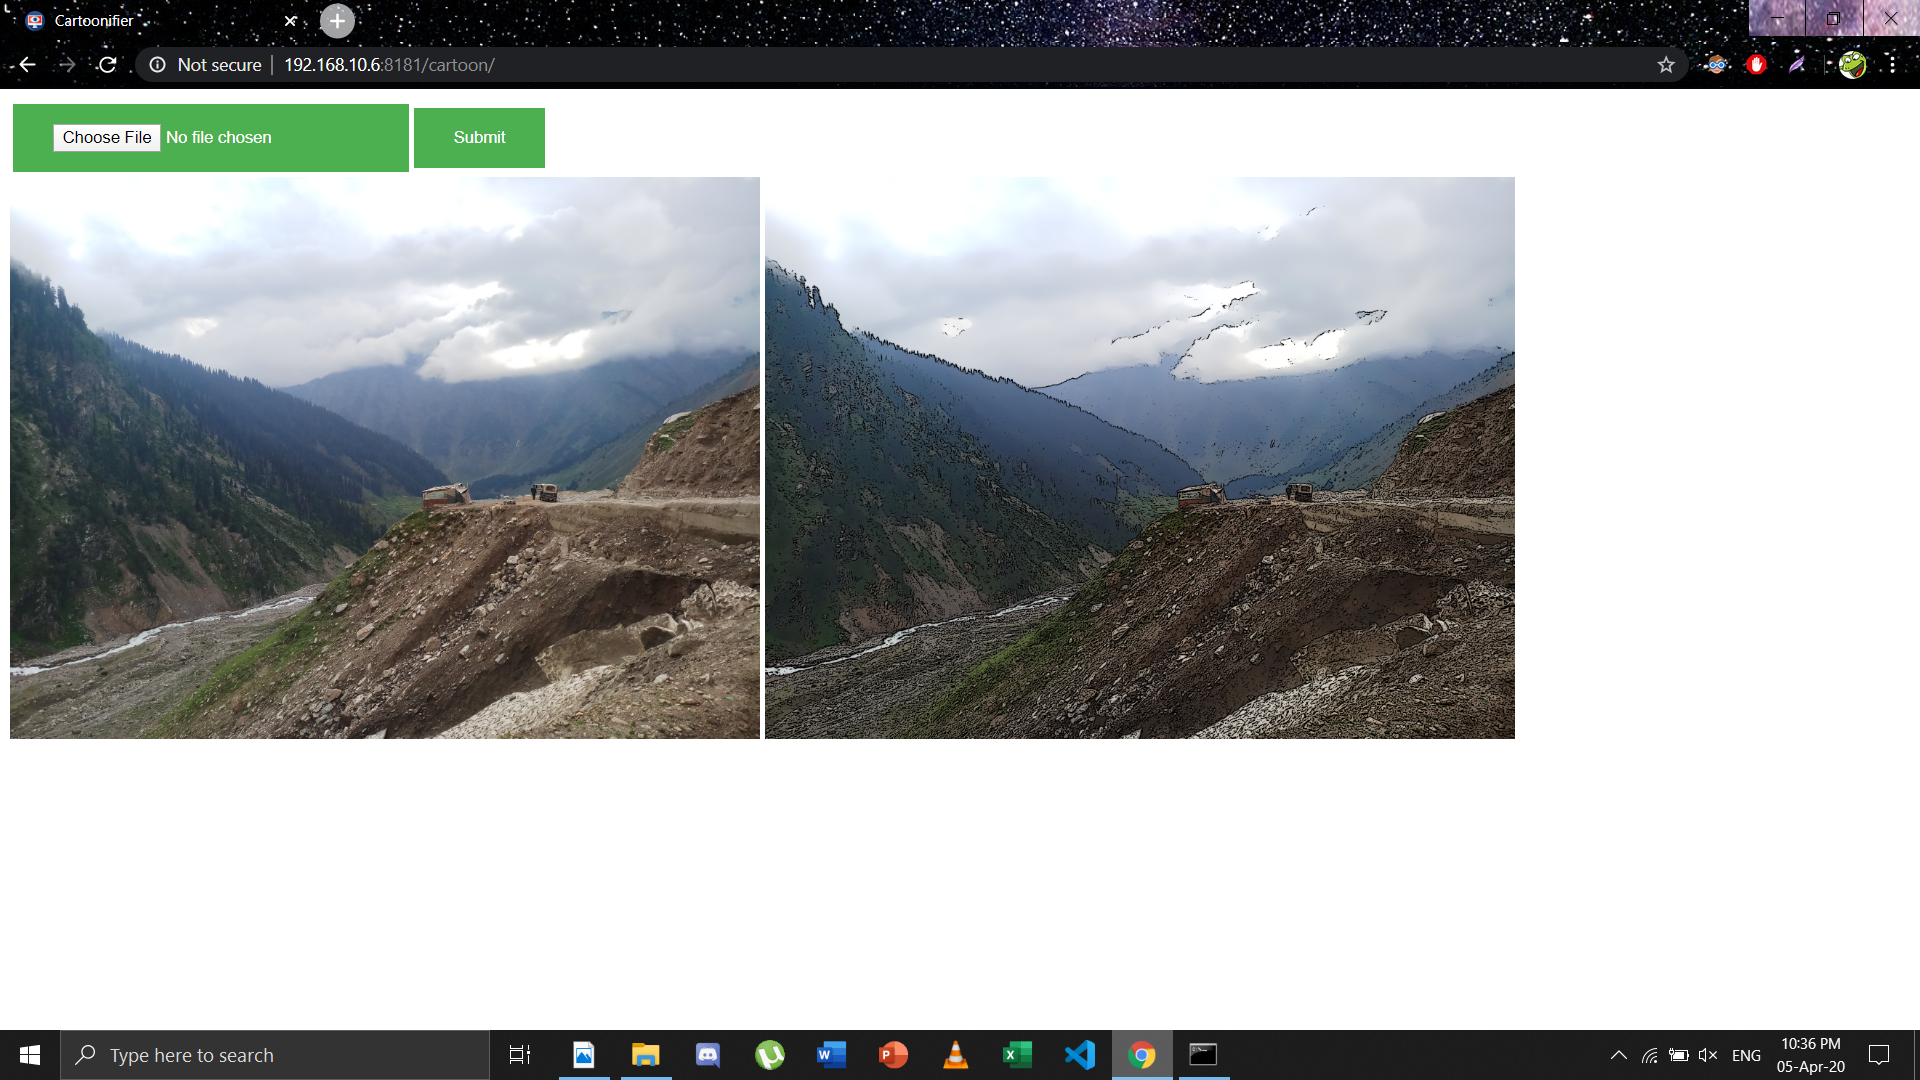 Cartoonifier
Not secure 192.168.10.6:8181/cartoon/
Choose File No file chosen Submit
Type here to search
ENG
10:36 PM
05-Apr-20